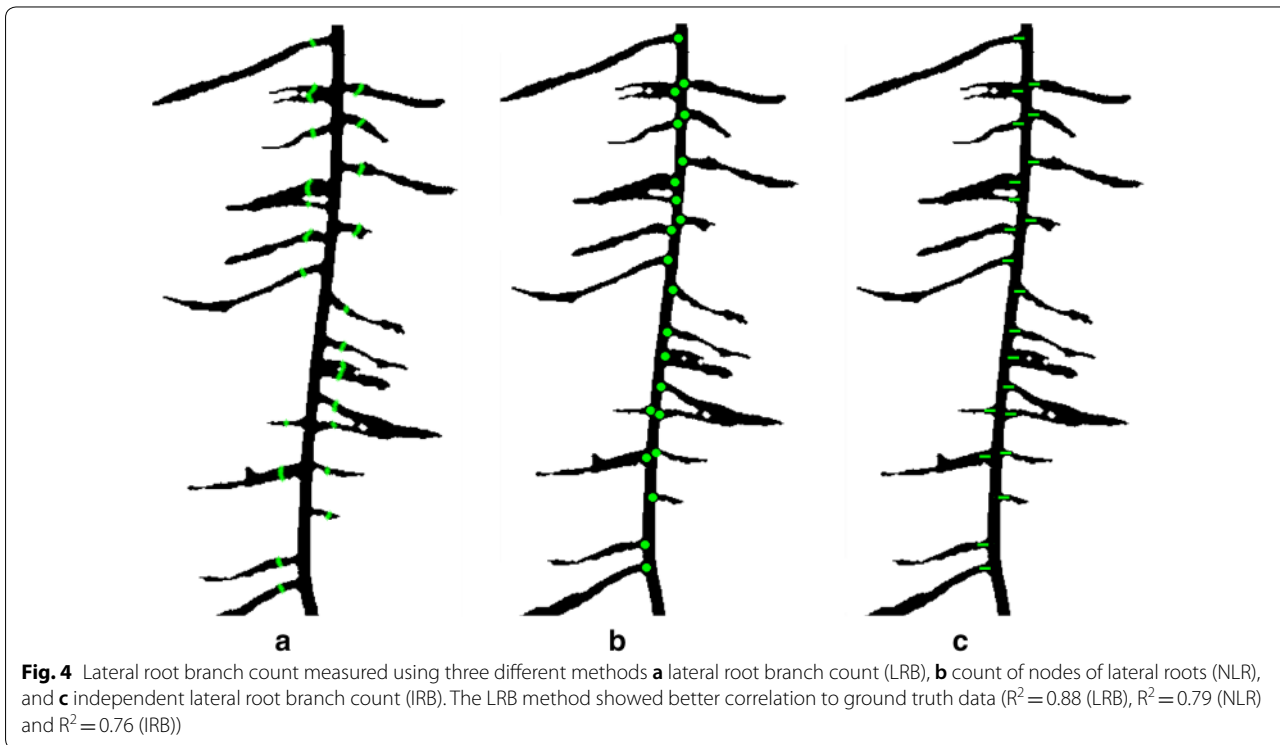 a b c
Fig. 4 Lateral root branch count measured using three different methods a lateral root branch count (LRB), b count of nodes of lateral roots (NLR),
and c independent lateral root branch count (IRB). The LRB method showed better correlation to ground truth data (R² = 0.88 (LRB), R² = 0.79 (NLR)
and R² = 0.76 (IRB))